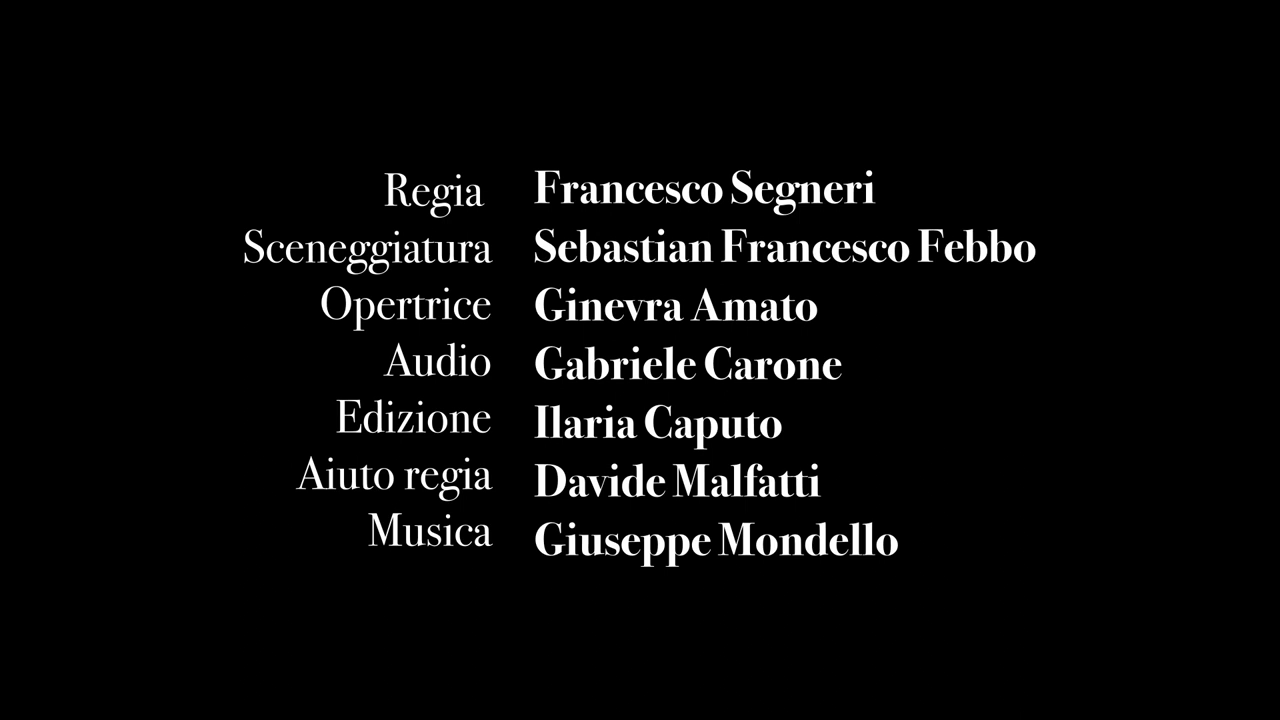 Regia Francesco Segneri
Sceneggiatura Sebastian Francesco Febbo
Opertrice Ginevra Amato
Audio Gabriele Carone
Edizione Ilaria Caputo
Aiuto regia Davide Malfatti
Musica Giuseppe Mondello